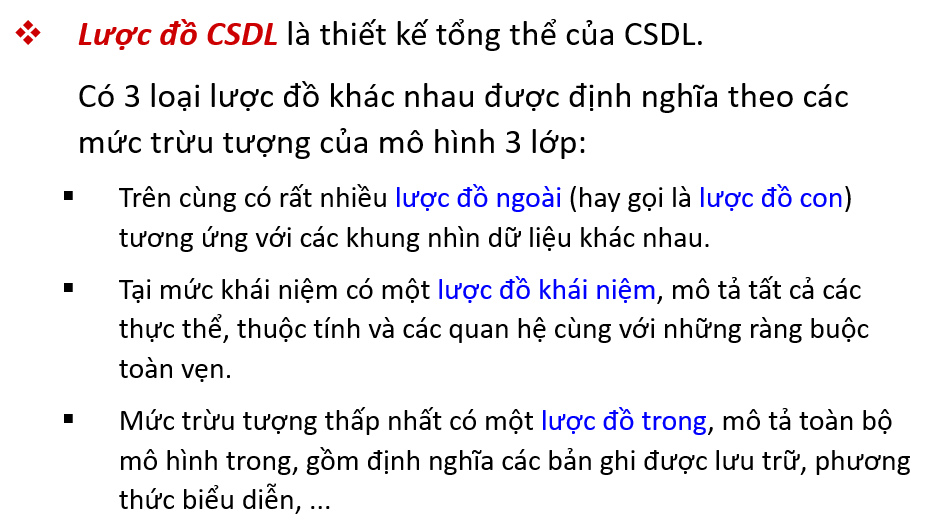 Lược đồ CSDL là thiết kế tổng thể của CSDL.
Có 3 loại lược đồ khác nhau được định nghĩa theo các
mức trừu tượng của mô hình 3 lớp:
Trên cùng có rất nhiều lược đồ ngoài (hay gọi là lược đồ con)
tương ứng với các khung nhìn dữ liệu khác nhau.
Tại mức khái niệm có một lược đồ khái niệm, mô tả tất cả các
thực thể, thuộc tính và các quan hệ cùng với những ràng buộc
toàn vẹn.
Mức trừu tượng thấp nhất có một lược đồ trong, mô tả toàn bộ
mô hình trong, gồm định nghĩa các bản ghi được lưu trữ, phương
thức biểu diễn, ...